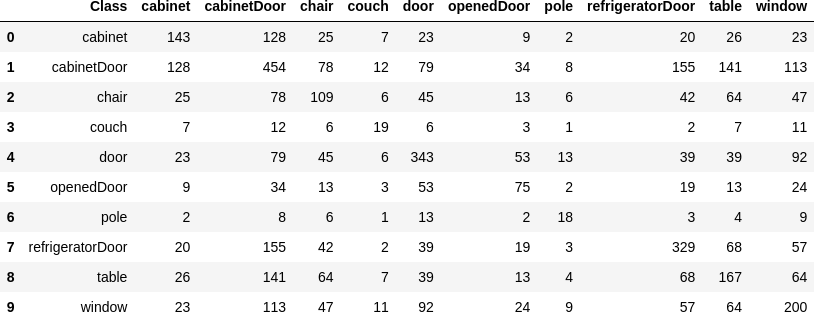 Class cabinet cabinetDoor chair couch door openedDoor pole refrigeratorDoor table window
0 cabinet 143 128 25 7 23 9 2 20 26 23
1 cabinetDoor 128 454 78 12 79 34 8 155 141 113
2 chair 25 78 109 6 45 13 6 42 64 47
3 couch 7 12 6 19 6 3 1 2 7 11
4 door 23 79 45 6 343 53 13 39 39 92
5 openedDoor 9 34 13 3 53 75 2 19 13 24
6 pole 2 8 6 1 13 2 18 3 4 9
7 refrigeratorDoor 20 155 42 2 39 19 3 329 68 57
8 table 26 141 64 7 39 13 4 68 167 64
9 window 23 113 47 11 92 24 9 57 64 200